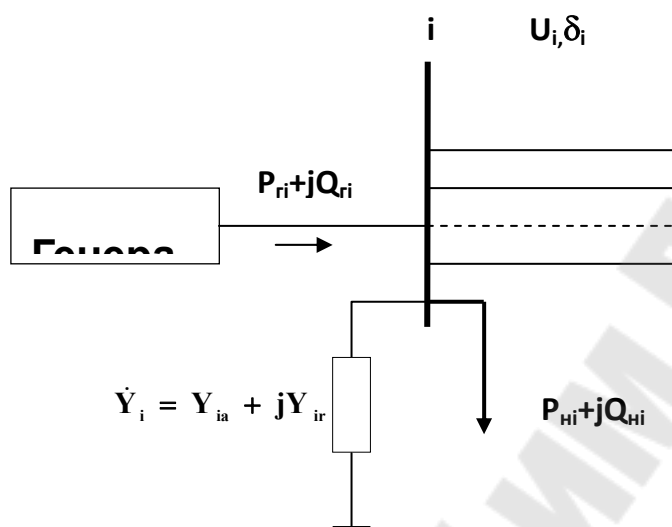 i U_i,δ_i
P_гi+jQ_гi
Ẏ_i = Y_ia + jY_ir
P_нi+jQ_нi